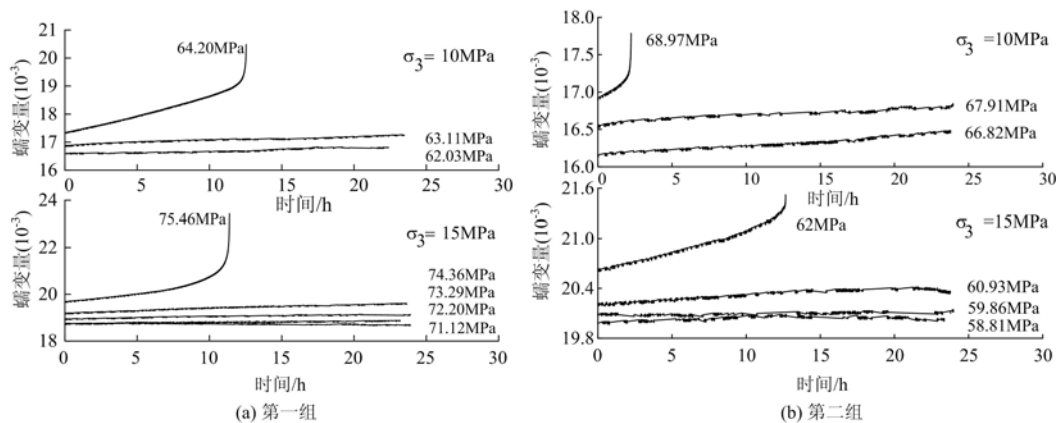 21
20
19
18
17
16
蠕变量(10⁻³)
64.20MPa
σ₃= 10MPa
63.11MPa
62.03MPa
0 5 10 15 20 25 30
时间/h
24
22
20
18
蠕变量(10⁻³)
75.46MPa
σ₃= 15MPa
74.36MPa
73.29MPa
72.20MPa
71.12MPa
0 5 10 15 20 25 30
时间/h
(a) 第一组
18.0
17.5
17.0
16.5
16.0
蠕变量(10⁻³)
68.97MPa
σ₃ =10MPa
67.91MPa
66.82MPa
0 5 10 15 20 25 30
时间/h
21.6
21.0
20.4
19.8
蠕变量(10⁻³)
62MPa
σ₃ =15MPa
60.93MPa
59.86MPa
58.81MPa
0 5 10 15 20 25 30
时间/h
(b) 第二组